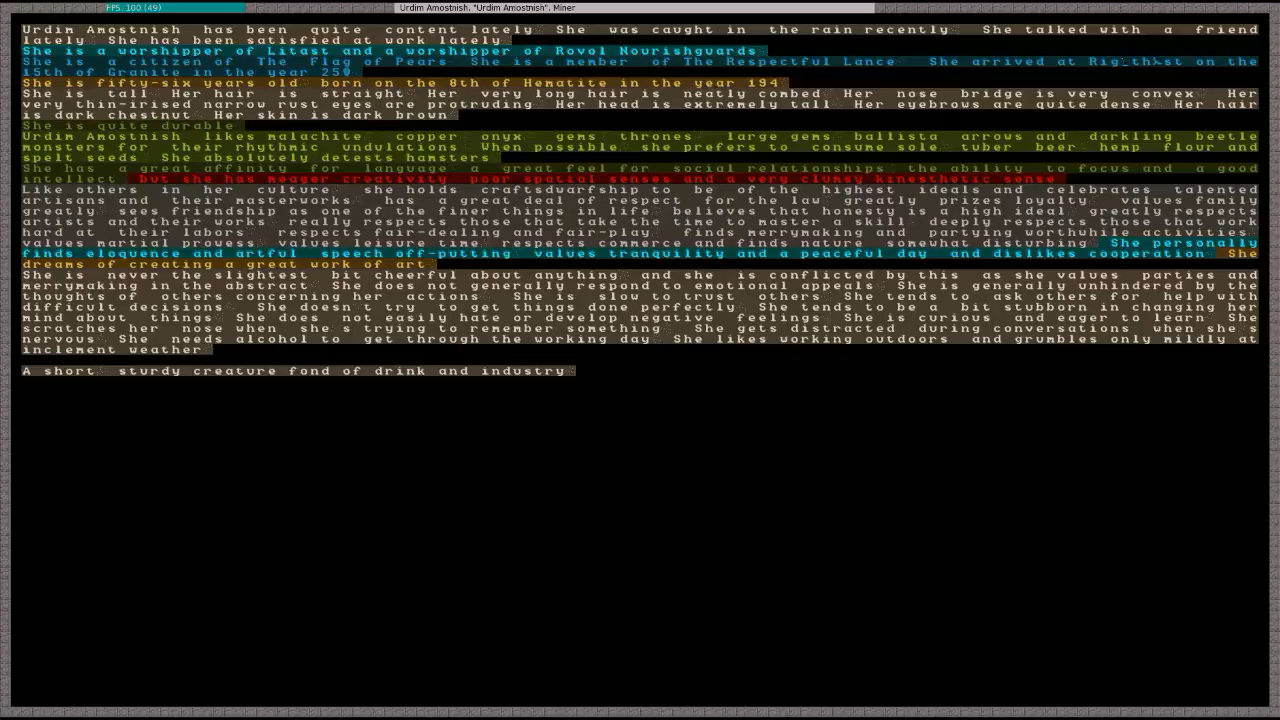 FPS: 100 (49)
Urdim Amostnish, "Urdim Amostnish", Miner
Urdim Amostnish has been quite content lately She was caught in the rain recently She talked with a friend
lately She has been satisfied at work lately
She is a worshipper of Litast and a worshipper of Roval Nourishguards
She is a citizen of The Flag of Pears She is a member of The Respectful Lance She arrived at on the
15th of Granite in the year
She is fifty-six years old born on the 8th of Hematite in the year 194
She is tall Her hair is straight Her very long hair is neatly combed Her nose bridge is very convex Her
very thin-irised narrow rust eyes are protruding Her head is extremely tall Her eyebrows are quite dense Her hair
is dark chestnut Her skin is dark brown
She is quite durable
Urdim Amostnish likes malachite copper onyx gems thrones large gems ballista arrows and darkling beetle
monsters for their rhythmic undulations When possible she prefers to consume sole tuber beer hemp flour and
spelt seeds She absolutely detests hamsters
She has a great affinity for language a great feel for social relationships the ability to focus and a good
intellect but she has meager creativity poor spatial senses and a very clumsy kinesthetic sense
Like others in her culture she holds craftsdwarfship to be of the highest ideals and celebrates talented
artisans and their masterworks has a great deal of respect for the law greatly prizes loyalty values family
greatly sees friendship as one of the finer things in life believes that honesty is a high ideal greatly respects
artists and their works really respects those that take the time to master a skill deeply respects those that work
hard at their labors respects fair-dealing and fair-play finds merrymaking and partying worthwhile activities
values martial prowess values leisure time respects commerce and finds nature somewhat disturbing She personally
finds eloquence and artful speech off-putting values tranquility and a peaceful day and dislikes cooperation She
dreams of creating a great work of art
She is never the slighest bit cheerful about anything and she is conflicted by this as she values parties and
merrymaking in the abstract She does not generally respond to emotional appeals She is generally unhindered by the
thoughts of others concerning her actions She is slow to trust others She tends to ask others for help with
difficult decisions She doesn't try to get things done perfectly She tends to be a bit stubborn in changing her
mind about things She does not easily hate or develop negative feelings She is curious and eager to learn She
scratches her nose when she's trying to remember something She gets distracted during conversations when she's
nervous She needs alcohol to get through the working day She likes working outdoors and grumbles only mildly at
inclement weather
A short sturdy creature fond of drink and industry